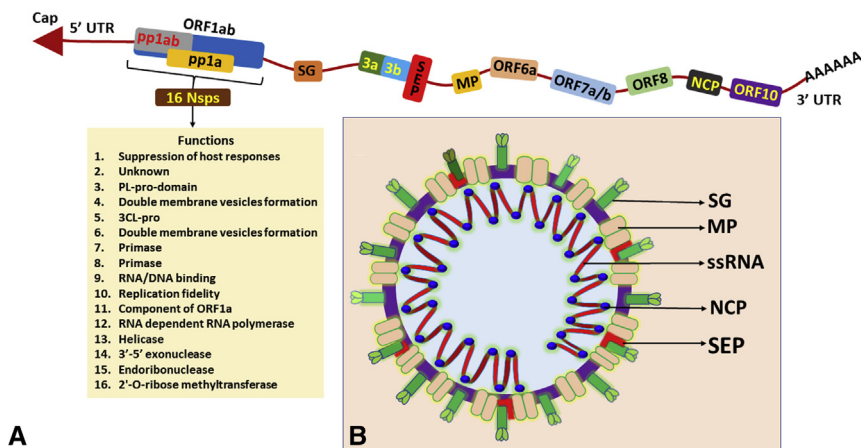 Cap
5' UTR
pp1ab
ORF1ab
pp1a
SG
3a
3b
SEP
MP
ORF6a
ORF7a/b
ORF8
NCP
ORF10
AAAAAA
3' UTR
16 Nsps
Functions
1. Suppression of host responses
2. Unknown
3. PL-pro-domain
4. Double membrane vesicles formation
5. 3CL-pro
6. Double membrane vesicles formation
7. Primase
8. Primase
9. RNA/DNA binding
10. Replication fidelity
11. Component of ORF1a
12. RNA dependent RNA polymerase
13. Helicase
14. 3'-5' exonuclease
15. Endoribonuclease
16. 2'-O-ribose methyltransferase
A
SG
MP
ssRNA
NCP
SEP
B